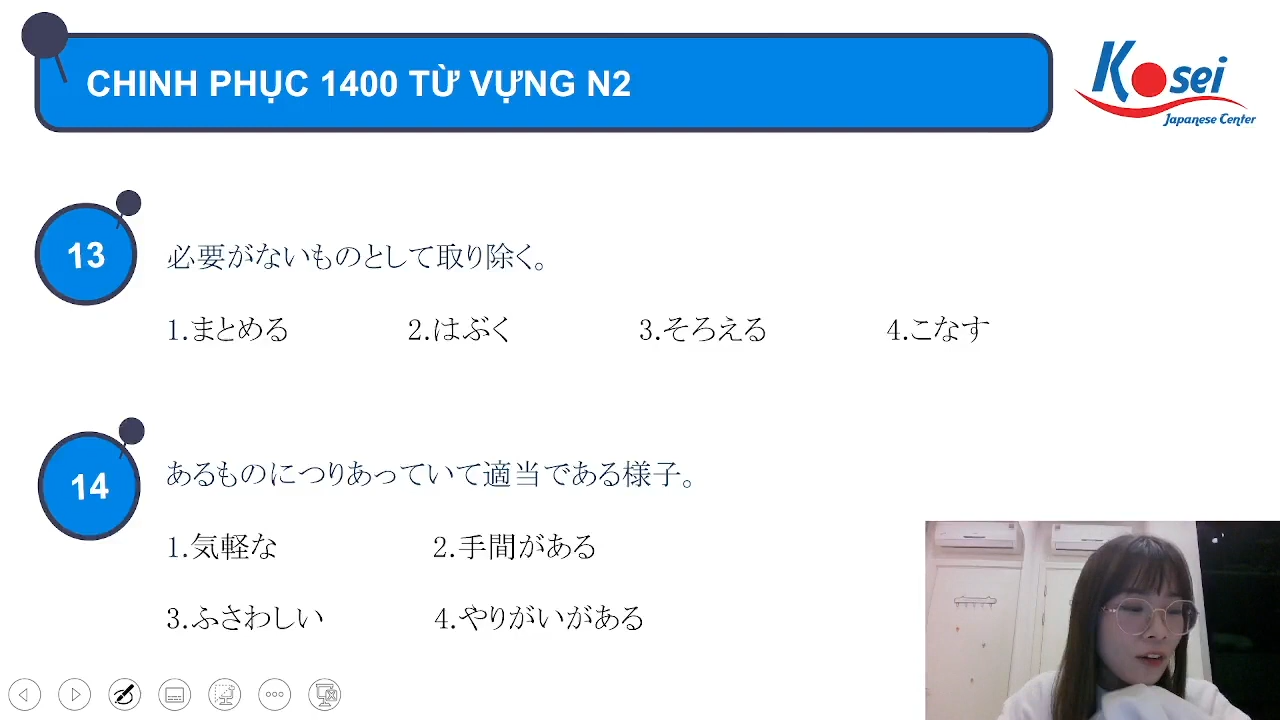 CHINH PHỤC 1400 TỪ VỰNG N2
Kosei
Japanese Center
13
必要がないものとして取り除く。
1.まとめる 2.はぶく 3.そろえる 4.こなす
14
あるものにつりあっていて適当である様子。
1.気軽な 2.手間がある
3.ふさわしい 4.やりがいがある